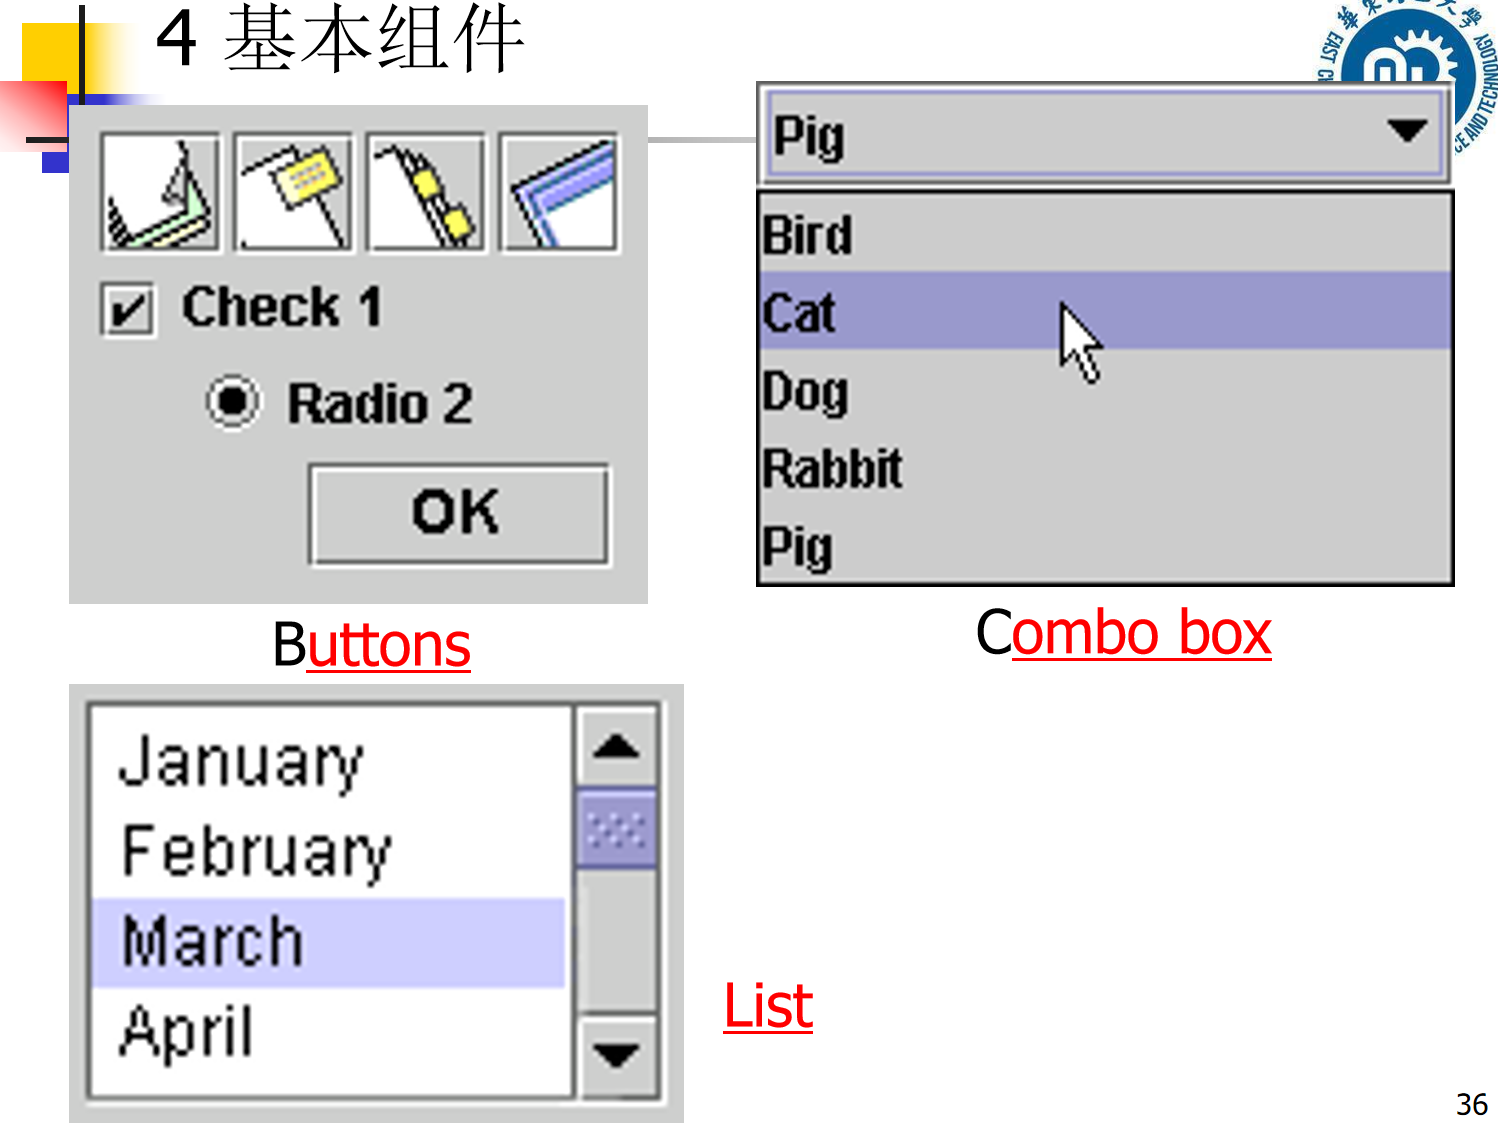 4 基本组件
Check 1
Radio 2
OK
Buttons
Pig
Bird
Cat
Dog
Rabbit
Pig
Combo box
January
February
March
April
List
36